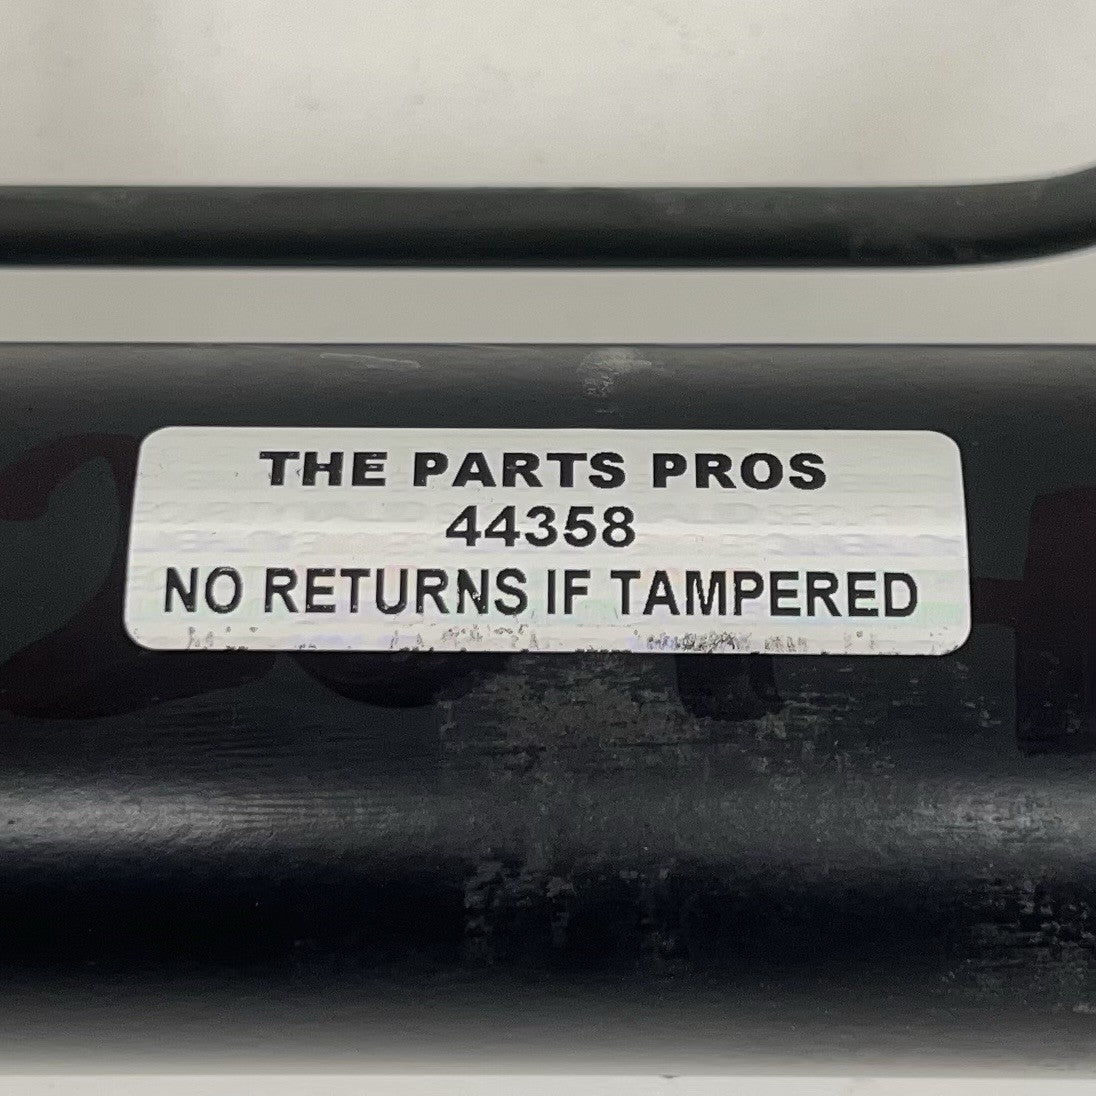 THE PARTS PROS
44358
NO RETURNS IF TAMPERED